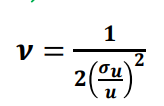 ν = 1 / 2(σᵤ/u)²